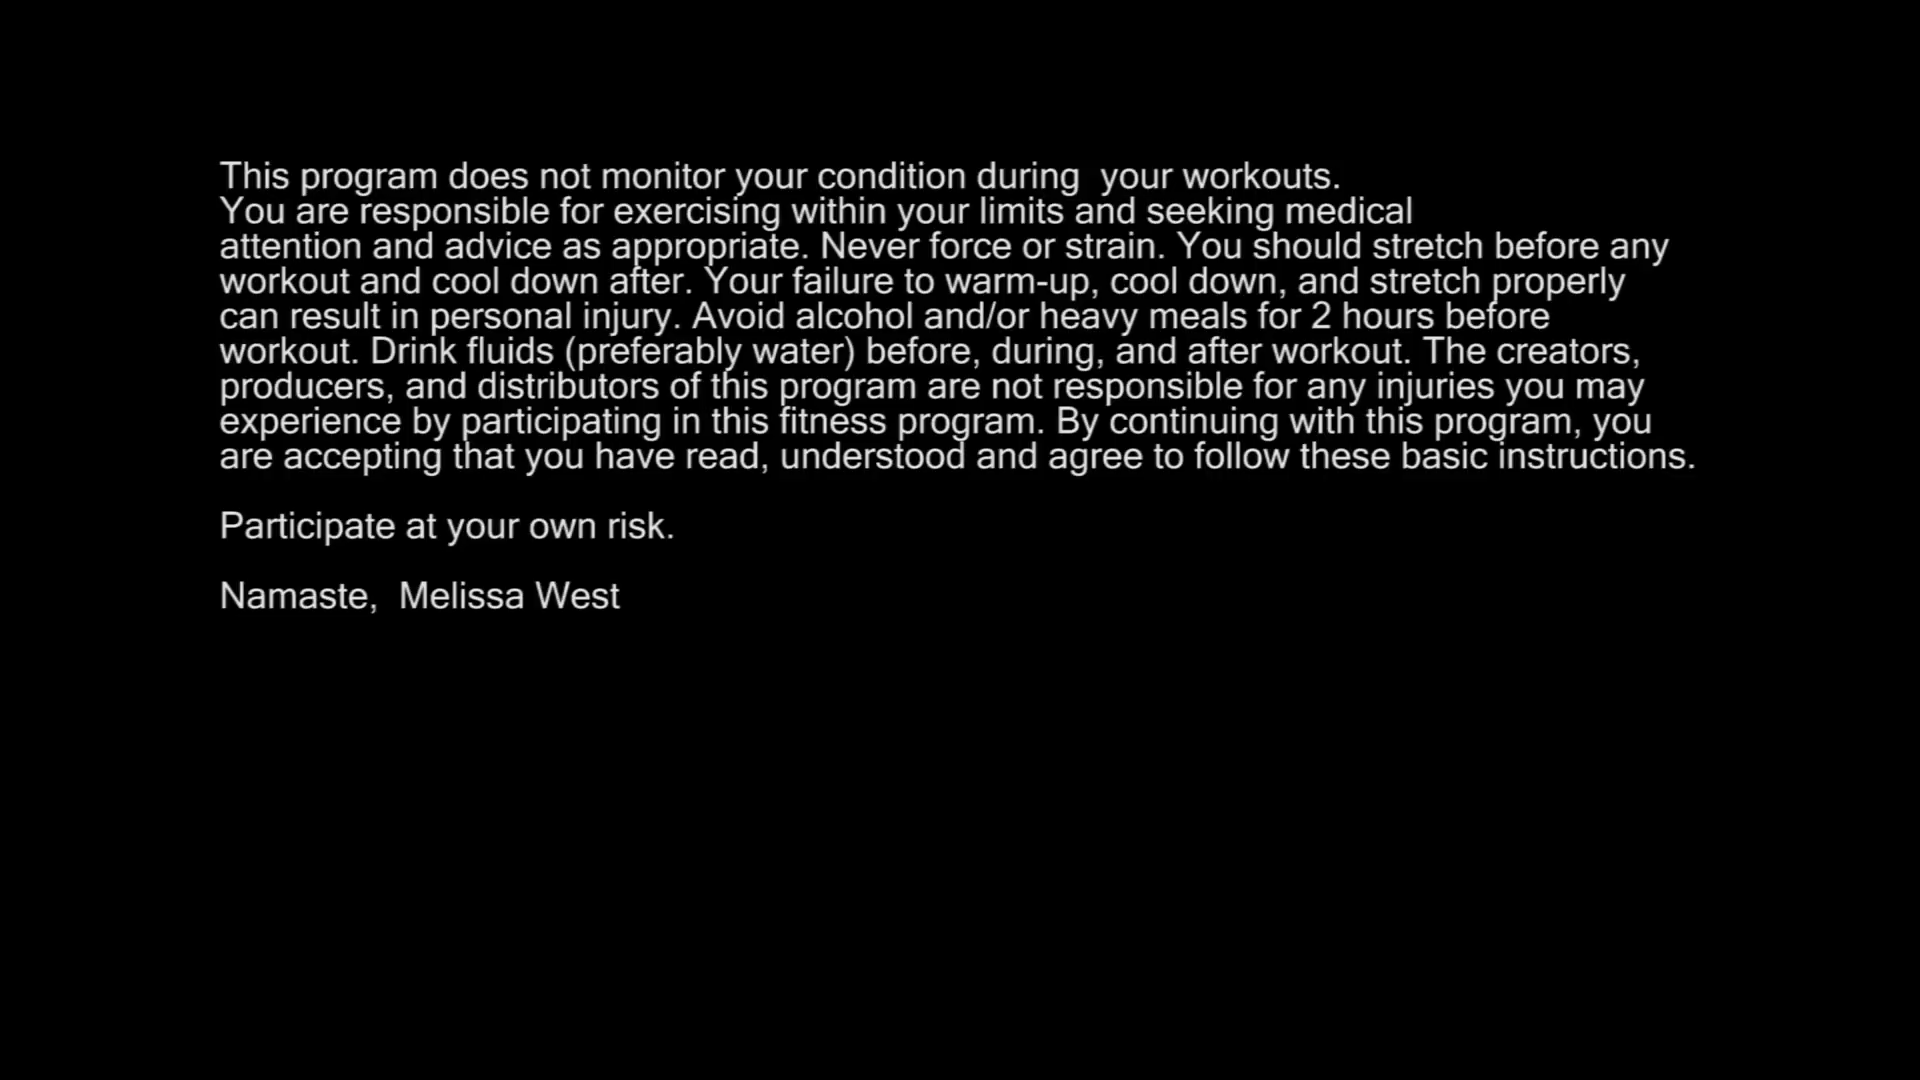 This program does not monitor your condition during  your workouts.
You are responsible for exercising within your limits and seeking medical
attention and advice as appropriate. Never force or strain. You should stretch before any
workout and cool down after. Your failure to warm-up, cool down, and stretch properly
can result in personal injury. Avoid alcohol and/or heavy meals for 2 hours before
workout. Drink fluids (preferably water) before, during, and after workout. The creators,
producers, and distributors of this program are not responsible for any injuries you may
experience by participating in this fitness program. By continuing with this program, you
are accepting that you have read, understood and agree to follow these basic instructions.
Participate at your own risk.
Namaste,  Melissa West